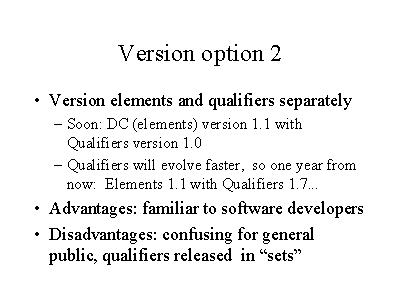 Version option 2
• Version elements and qualifiers separately
– Soon: DC (elements) version 1.1 with
Qualifiers version 1.0
– Qualifiers will evolve faster, so one year from
now: Elements 1.1 with Qualifiers 1.7...
• Advantages: familiar to software developers
• Disadvantages: confusing for general
public, qualifiers released in “sets”